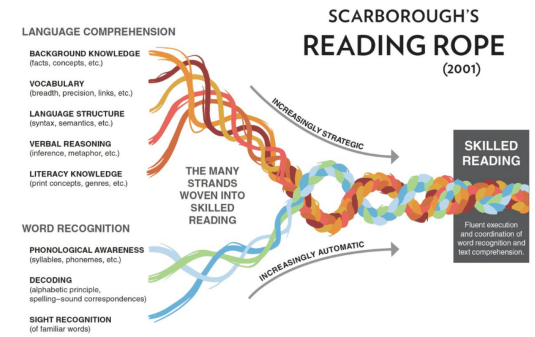 SCARBOROUGH'S
READING ROPE
(2001)
LANGUAGE COMPREHENSION
BACKGROUND KNOWLEDGE
(facts, concepts, etc.)
VOCABULARY
(breadth, precision, links, etc.)
LANGUAGE STRUCTURE
(syntax, semantics, etc.)
VERBAL REASONING
(inference, metaphor, etc.)
LITERACY KNOWLEDGE
(print concepts, genres, etc.)
WORD RECOGNITION
PHONOLOGICAL AWARENESS
(syllables, phonemes, etc.)
DECODING
(alphabetic principle,
spelling–sound correspondences)
SIGHT RECOGNITION
(of familiar words)
THE MANY
STRANDS
WOVEN INTO
SKILLED
READING
INCREASINGLY STRATEGIC
INCREASINGLY AUTOMATIC
SKILLED
READING
Fluent execution
and coordination of
word recognition and
text comprehension.